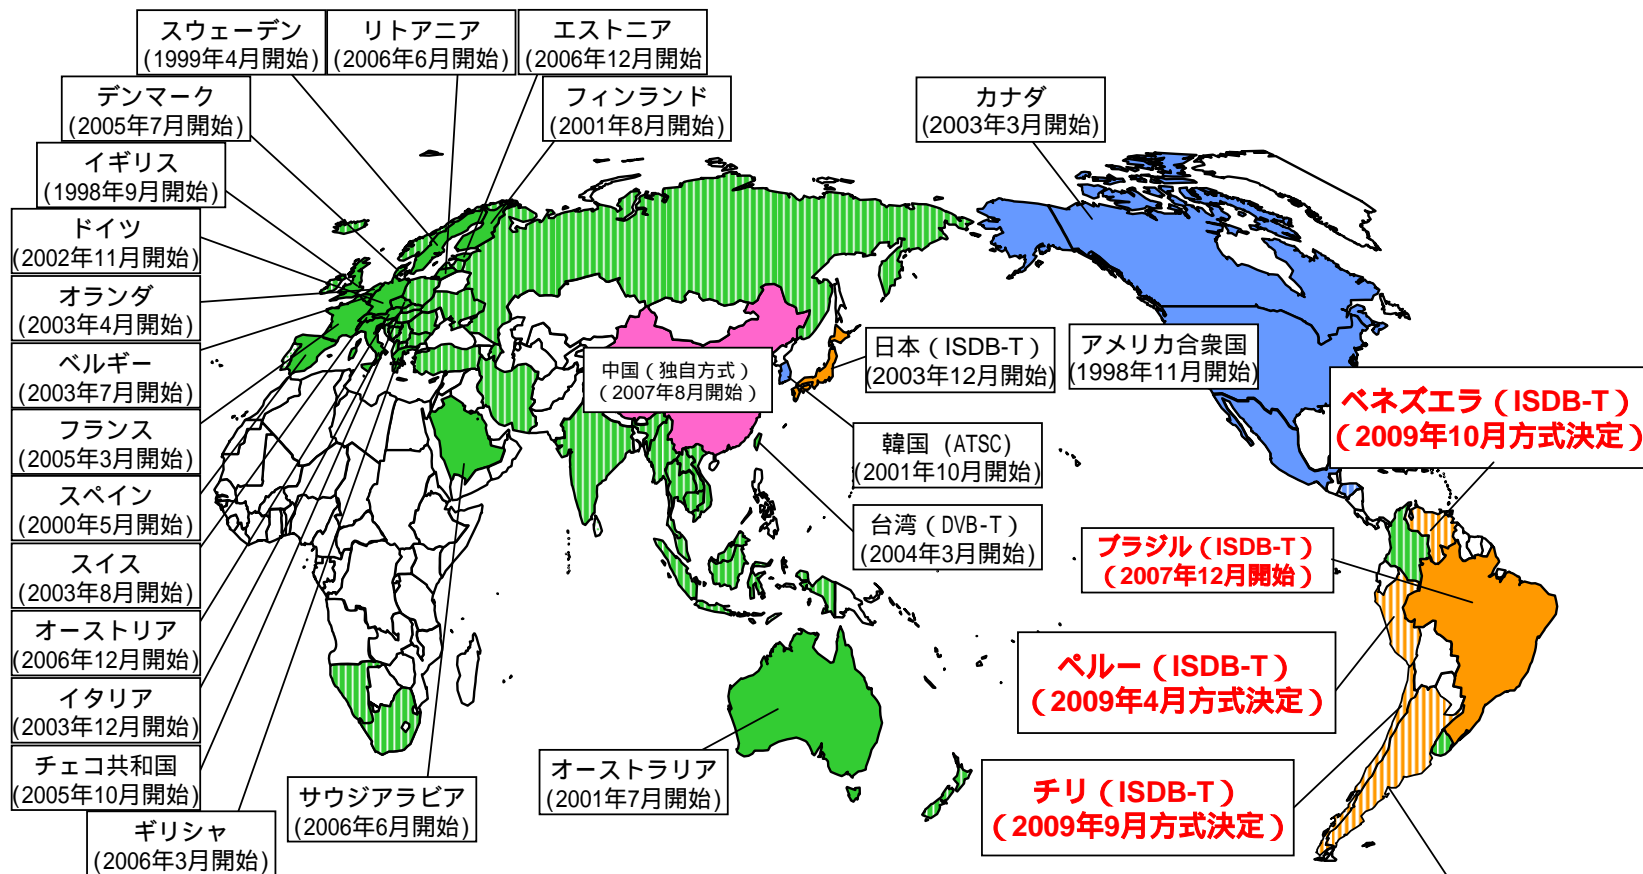 スウェーデン
(1999年4月開始)
リトアニア
(2006年6月開始)
エストニア
(2006年12月開始
デンマーク
(2005年7月開始)
フィンランド
(2001年8月開始)
カナダ
(2003年3月開始)
イギリス
(1998年9月開始)
ドイツ
(2002年11月開始)
オランダ
(2003年4月開始)
ベルギー
(2003年7月開始)
フランス
(2005年3月開始)
スペイン
(2000年5月開始)
スイス
(2003年8月開始)
オーストリア
(2006年12月開始)
イタリア
(2003年12月開始)
チェコ共和国
(2005年10月開始)
ギリシャ
(2006年3月開始)
サウジアラビア
(2006年6月開始)
中国（独自方式）
（2007年8月開始）
日本（ISDB-T）
(2003年12月開始)
韓国 (ATSC)
(2001年10月開始)
台湾（DVB-T）
(2004年3月開始)
オーストラリア
(2001年7月開始)
アメリカ合衆国
(1998年11月開始)
ベネズエラ（ISDB-T）
（2009年10月方式決定）
ブラジル（ISDB-T）
（2007年12月開始）
ペルー（ISDB-T）
（2009年4月方式決定）
チリ（ISDB-T）
（2009年9月方式決定）